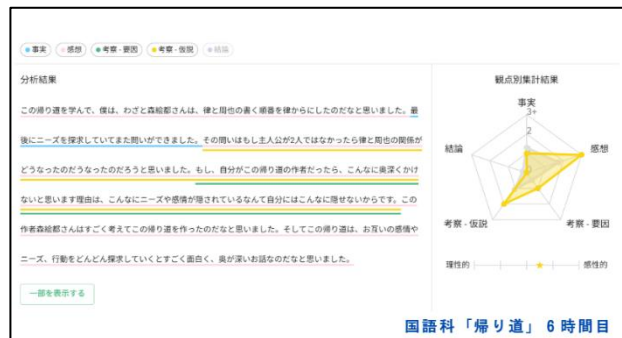 事実 感想 考察 - 要因 考察 - 仮説 結論
分析結果
この帰り道を学んで、僕は、わざと森絵都さんは、律と周也の書く順番を律からにしたのだなと思いました。最
後にニーズを探求していてまた問いができました。その問いはもし主人公が2人ではなかったら律と周也の関係が
どうなったのだうなったのだろうと思いました。もし、自分がこの帰り道の作者だったら、こんなに奥深くかけ
ないと思います理由は、こんなにニーズや感情が隠されているなんて自分にはこんなに隠せないからです。この
作者森絵都さんはすごく考えてこの帰り道を作ったのだなと思いました。そしてこの帰り道は、お互いの感情や
ニーズ、行動をどんどん探求していくとすごく面白く、奥が深いお話なのだなと思いました。
一部を表示する
観点別集計結果
事実
3+
2
結論
感想
考察 - 仮説
考察 - 要因
理性的
感性的
国語科「帰り道」6時間目